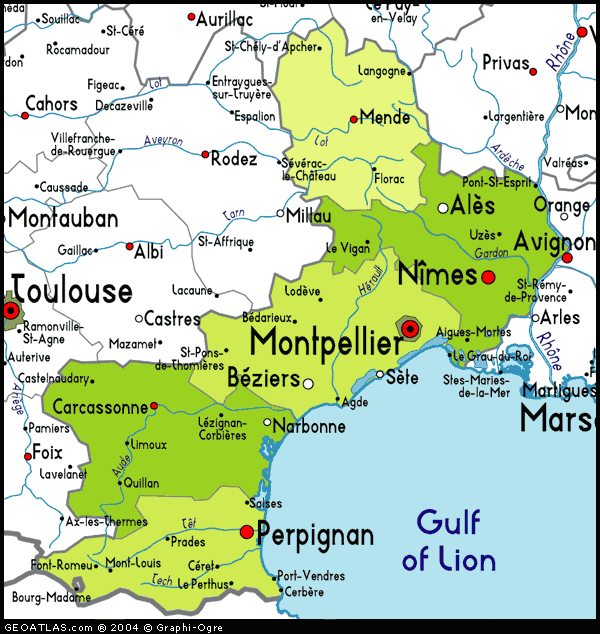 Souillac
St-Céré
Aurillac
Le Puy-
en-Velay
Rocamadour
St-Chély-d'Apcher
Langogne
Privas
Rhône
Figeac
Lot
Entraygues-
sur-Truyère
Cahors
Decazeville
Espalion
Mende
Largentière
Villefranche-
de-Rouergue
Aveyron
Rodez
Lot
Ardèche
Valréas
Sévérac-
le-Château
Florac
Caussade
Pont-St-Esprit
Montauban
Tarn
Millau
Alès
Orange
Gaillac
Albi
St-Affrique
Le Vigan
Uzès
Gardon
Avignon
Toulouse
Lacaune
Lodève
Hérault
Nîmes
St-Rémy-
de-Provence
Ramonville-
St-Agne
Castres
Bédarieux
Montpellier
Aigues-Mortes
Arles
Rhône
Auterive
Mazamet
St-Pons-
de-Thomières
Le Grau-du-Roi
Castelnaudary
Béziers
Sète
Stes-Maries-
de-la-Mer
Martigues
Ariège
Carcassonne
Agde
Mars
Pamiers
Lézignan-
Corbières
Narbonne
Foix
Limoux
Lavelanet
Aude
Quillan
Salses
Ax-les-Thermes
Têt
Perpignan
Gulf
of Lion
Prades
Font-Romeu
Mont-Louis
Céret
Port-Vendres
Tech
Le Perthus
Cerbère
Bourg-Madame
GEOATLAS.com ® 2004 © Graphi-Ogre